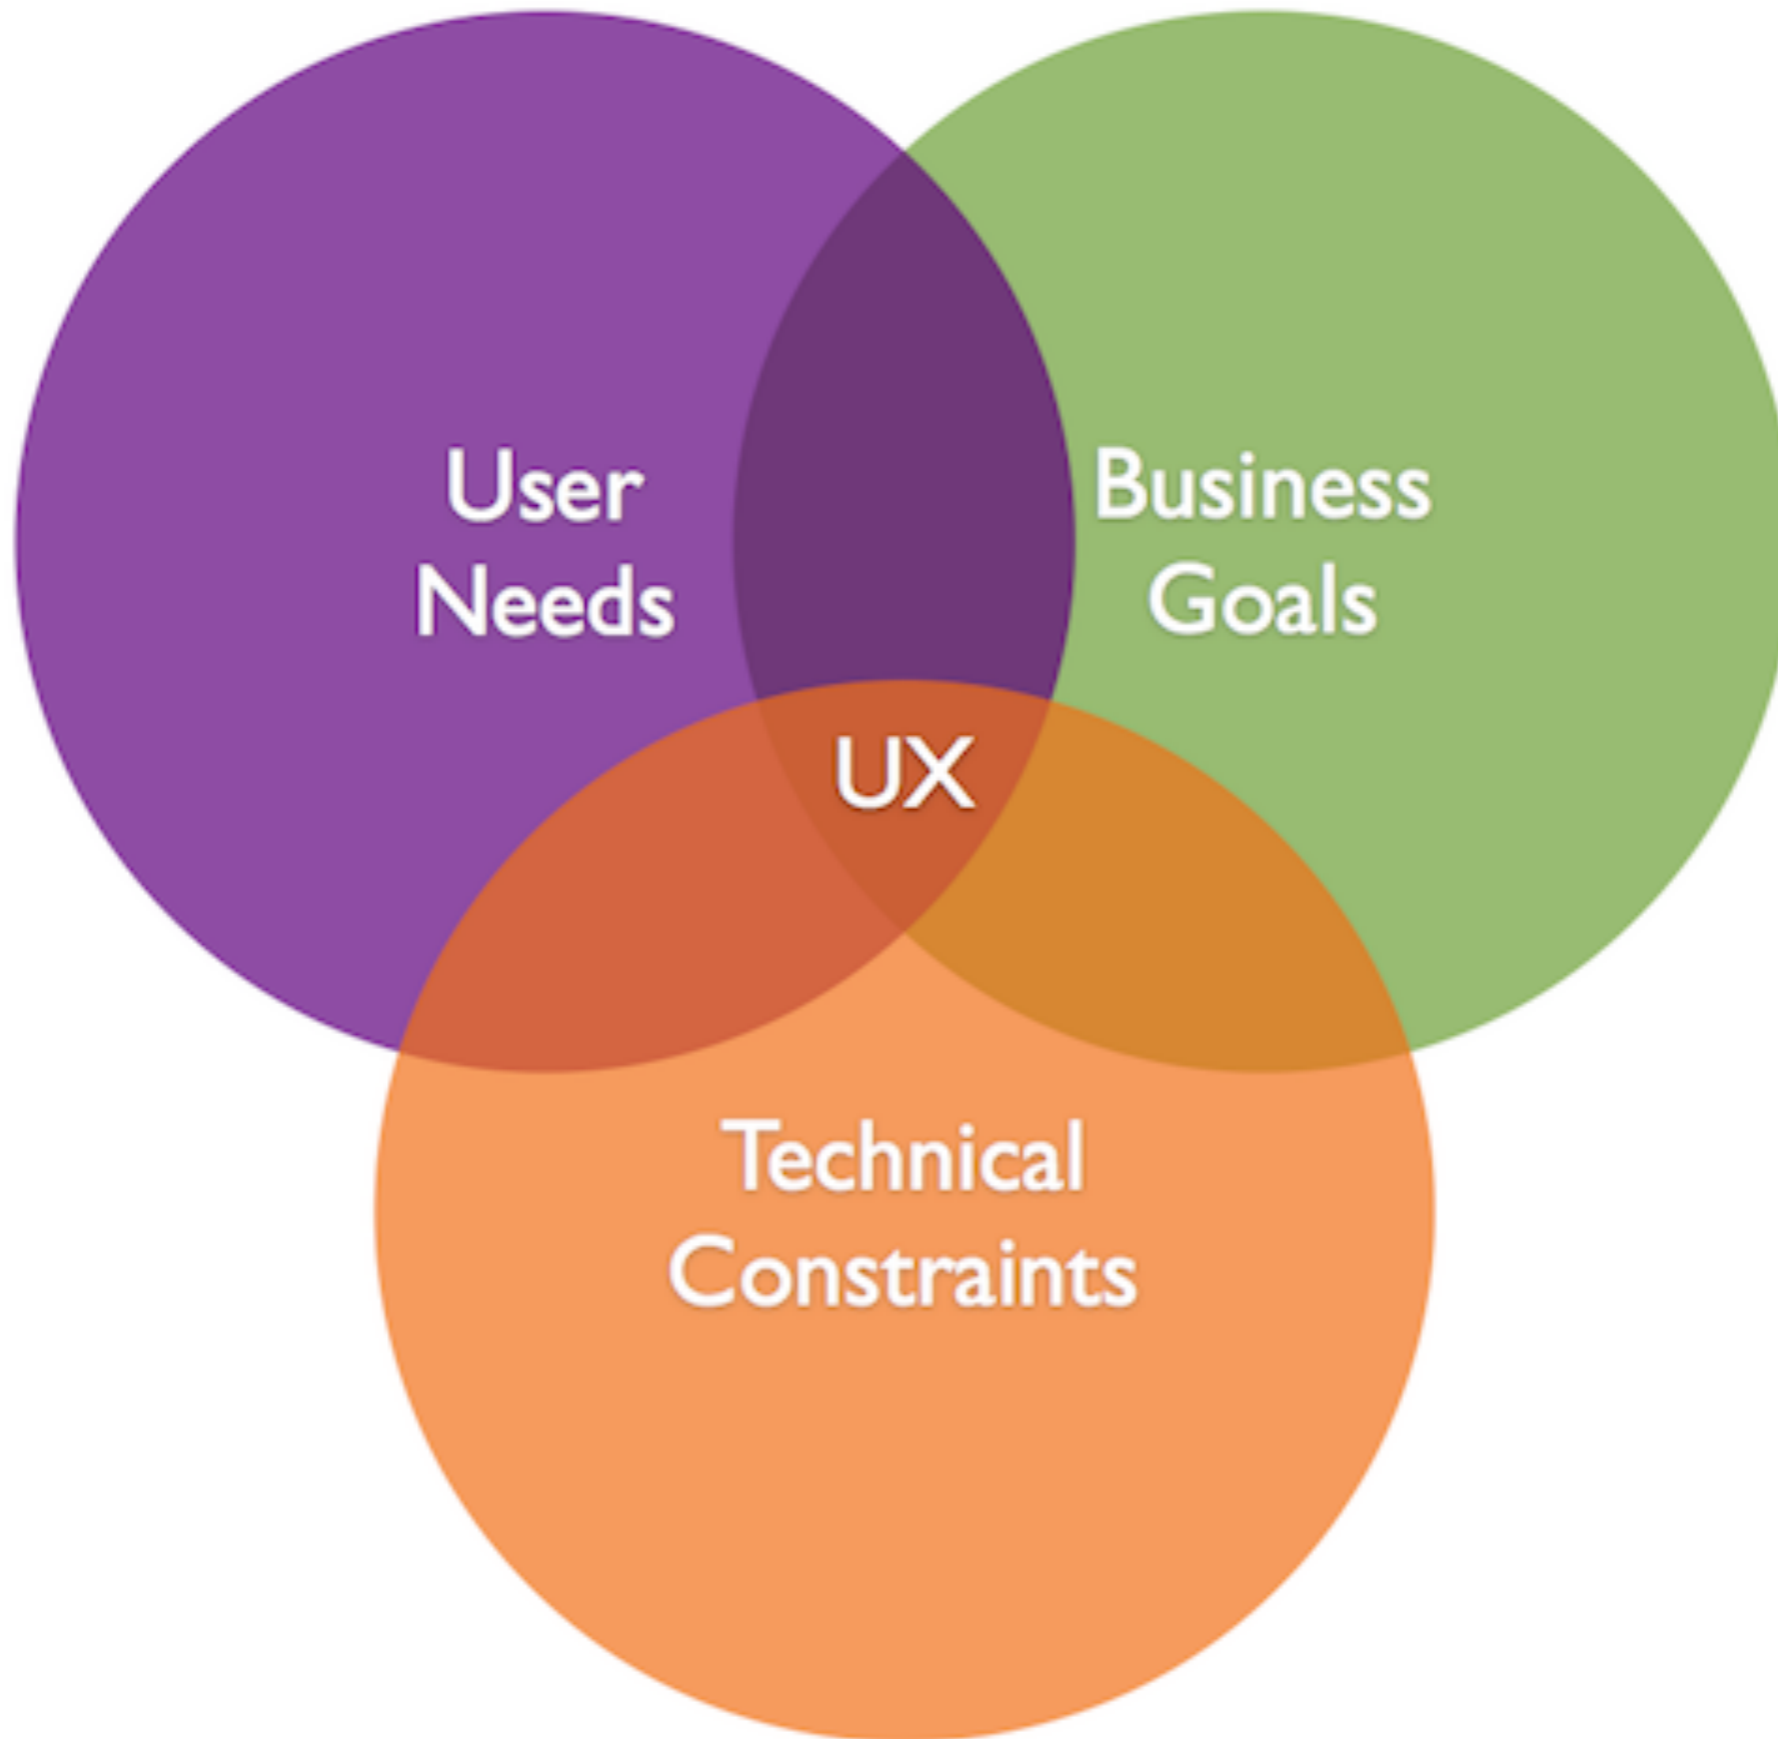 User
Needs
Business
Goals
UX
Technical
Constraints